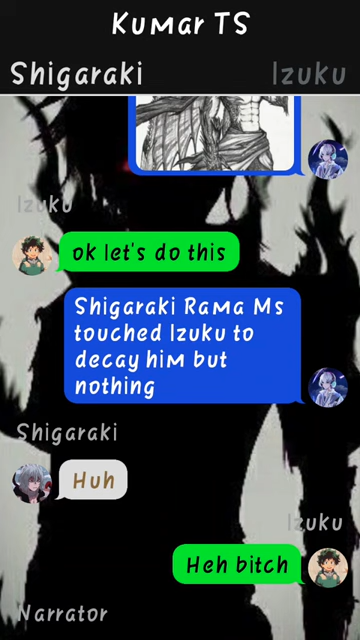 Kumar TS
Shigaraki Izuku
Izuku
ok let's do this
Shigaraki Rama Ms
touched Izuku to
decay him but
nothing
Shigaraki
Huh
Izuku
Heh bitch
Narrator